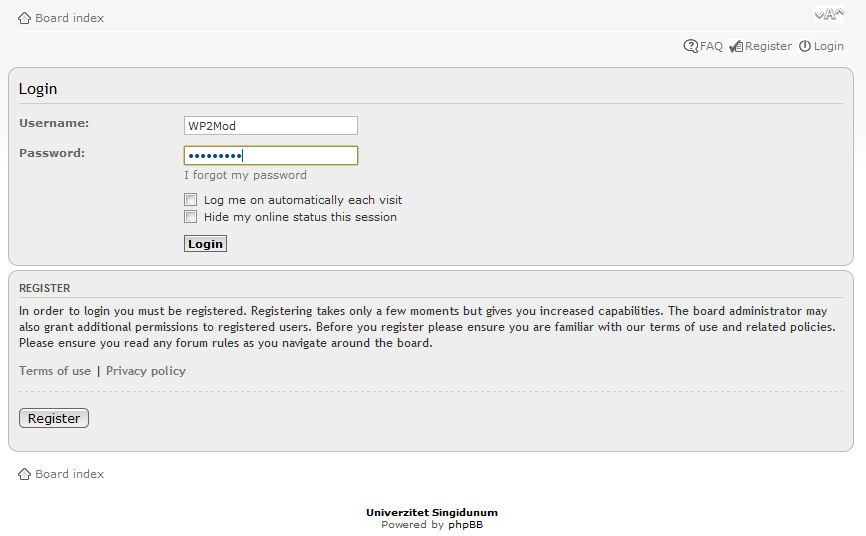 Board index
A
FAQ Register Login
Login
Username: WP2Mod
Password: •••••••••
I forgot my password
Log me on automatically each visit
Hide my online status this session
Login
REGISTER
In order to login you must be registered. Registering takes only a few moments but gives you increased capabilities. The board administrator may
also grant additional permissions to registered users. Before you register please ensure you are familiar with our terms of use and related policies.
Please ensure you read any forum rules as you navigate around the board.
Terms of use | Privacy policy
Register
Board index
Univerzitet Singidunum
Powered by phpBB